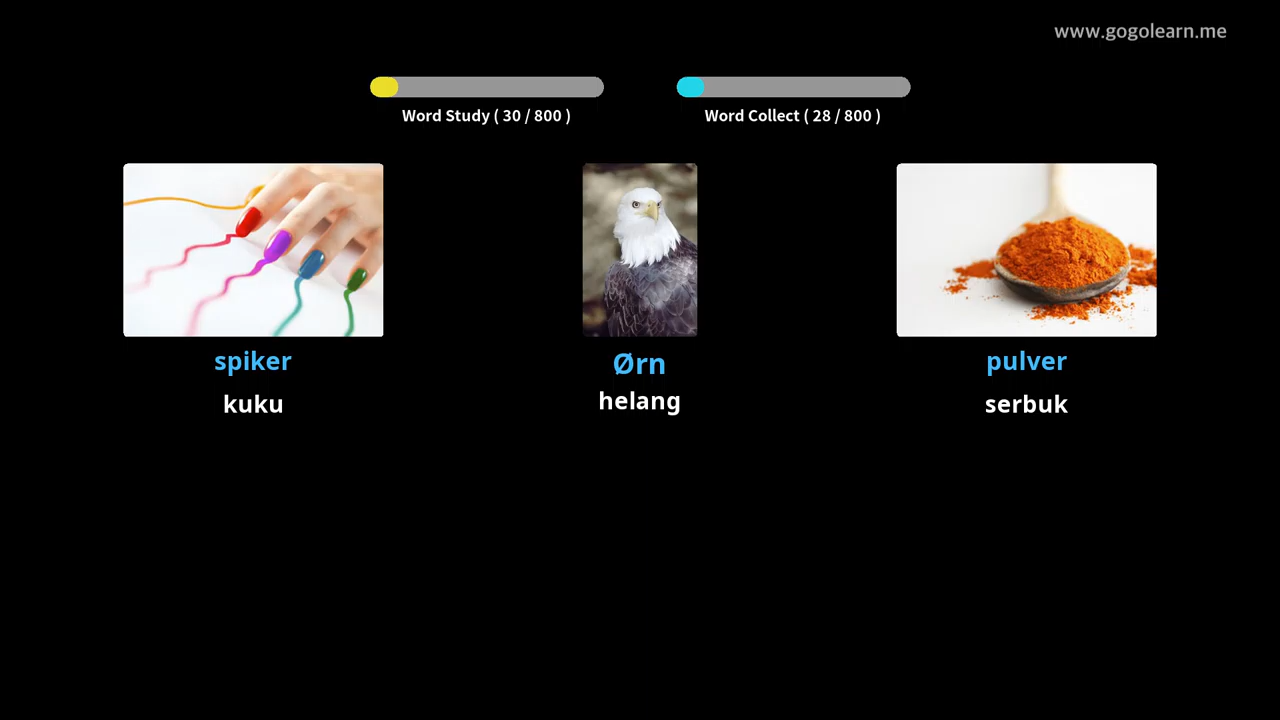 www.gogolearn.me
Word Study ( 30 / 800 )
Word Collect ( 28 / 800 )
spiker
Ørn
pulver
kuku
helang
serbuk